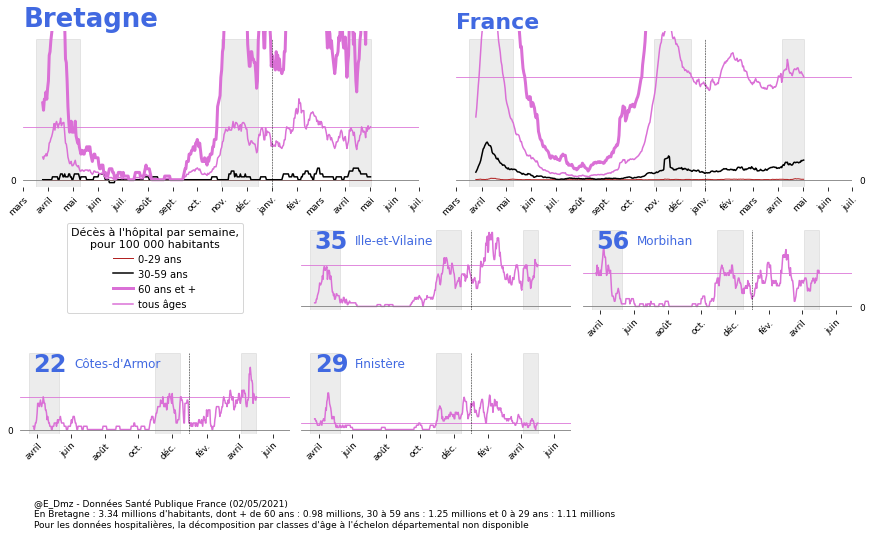 Bretagne
France
0
mars avril mai juin juil. août sept. oct. nov. déc. janv. fév. mars avril mai juin juil.
mars avril mai juin juil. août sept. oct. nov. déc. janv. fév. mars avril mai juin juil.
0
Décès à l'hôpital par semaine,
pour 100 000 habitants
0-29 ans
30-59 ans
60 ans et +
tous âges
35 Ille-et-Vilaine
56 Morbihan
0
avril juin août oct. déc. fév. avril juin
22 Côtes-d'Armor
29 Finistère
0
avril juin août oct. déc. fév. avril juin
avril juin août oct. déc. fév. avril juin
@E_Dmz - Données Santé Publique France (02/05/2021)
En Bretagne : 3.34 millions d'habitants, dont + de 60 ans : 0.98 millions, 30 à 59 ans : 1.25 millions et 0 à 29 ans : 1.11 millions
Pour les données hospitalières, la décomposition par classes d'âge à l'échelon départemental non disponible